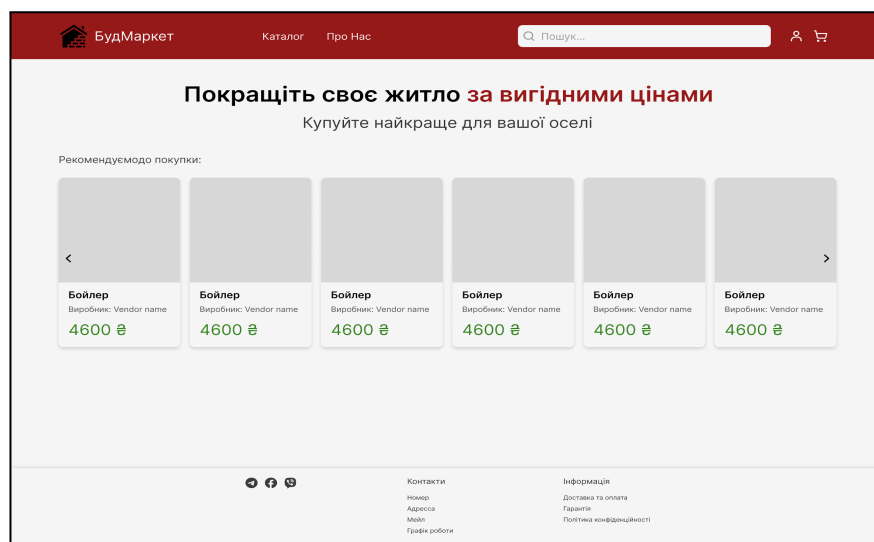 БудМаркет Каталог Про Нас Пошук...
Покращіть своє житло за вигідними цінами
Купуйте найкраще для вашої оселі
Рекомендуємодо покупки:
Бойлер Бойлер Бойлер Бойлер Бойлер Бойлер
Виробник: Vendor name Виробник: Vendor name Виробник: Vendor name Виробник: Vendor name Виробник: Vendor name Виробник: Vendor name
4600 ₴ 4600 ₴ 4600 ₴ 4600 ₴ 4600 ₴ 4600 ₴
Контакти
Номер
Адресса
Мейл
Графік роботи
Інформація
Доставка та оплата
Гарантія
Політика конфіденційності